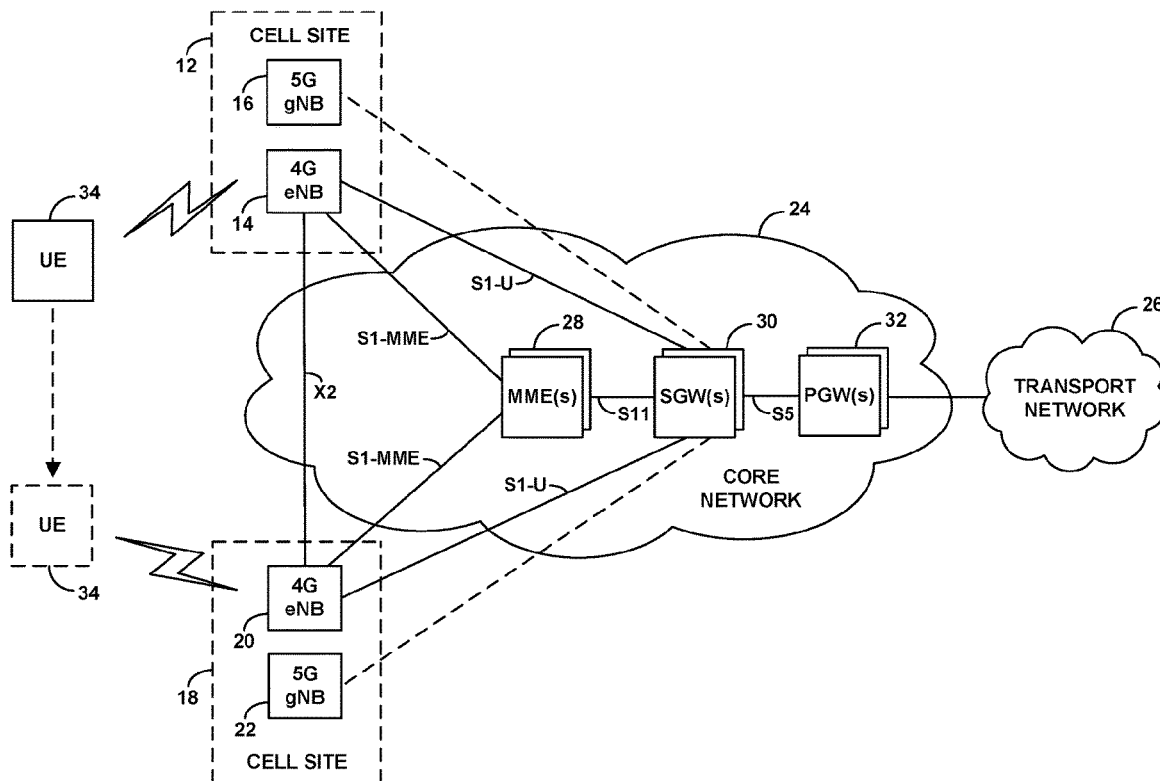 CELL SITE
12
5G
gNB
16
4G
eNB
14
34
UE
24
S1-U
S1-MME
28
30
32
26
MME(s)
SGW(s)
PGW(s)
S11
S5
TRANSPORT
NETWORK
X2
S1-MME
S1-U
CORE
NETWORK
UE
34
4G
eNB
20
18
5G
gNB
22
CELL SITE